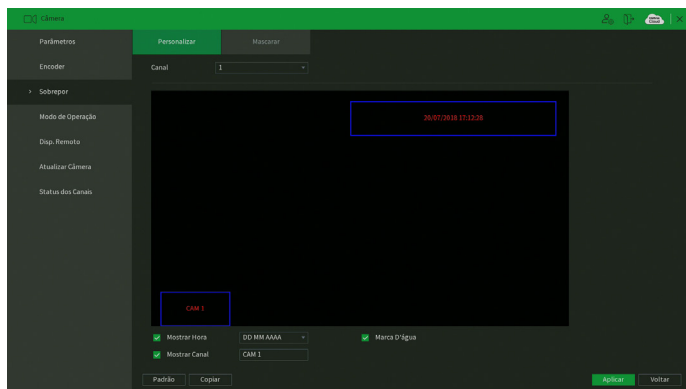 Câmera
Parâmetros
Personalizar
Mascarar
Encoder
Canal
1
Sobrepor
Modo de Operação
20/07/2018 17:12:28
Disp. Remoto
Atualizar Câmera
Status dos Canais
CAM 1
Mostrar Hora
DD MM AAAA
Marca D'água
Mostrar Canal
CAM 1
Padrão
Copiar
Aplicar
Voltar